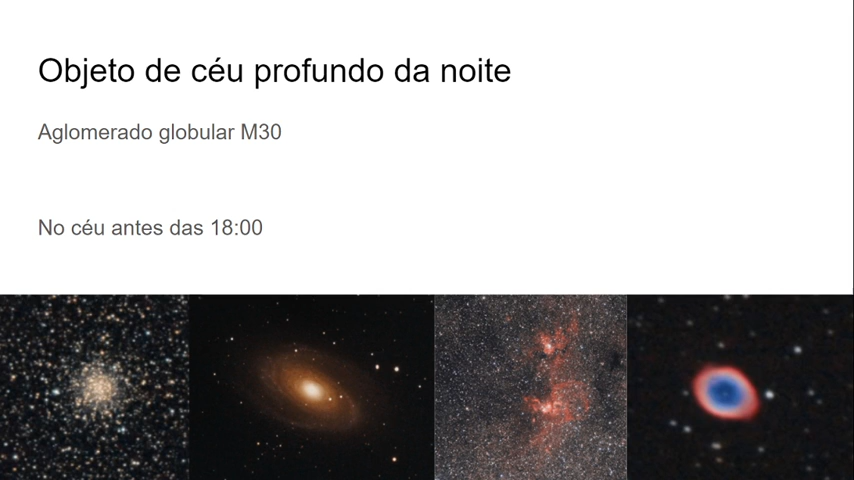 Objeto de céu profundo da noite
Aglomerado globular M30
No céu antes das 18:00